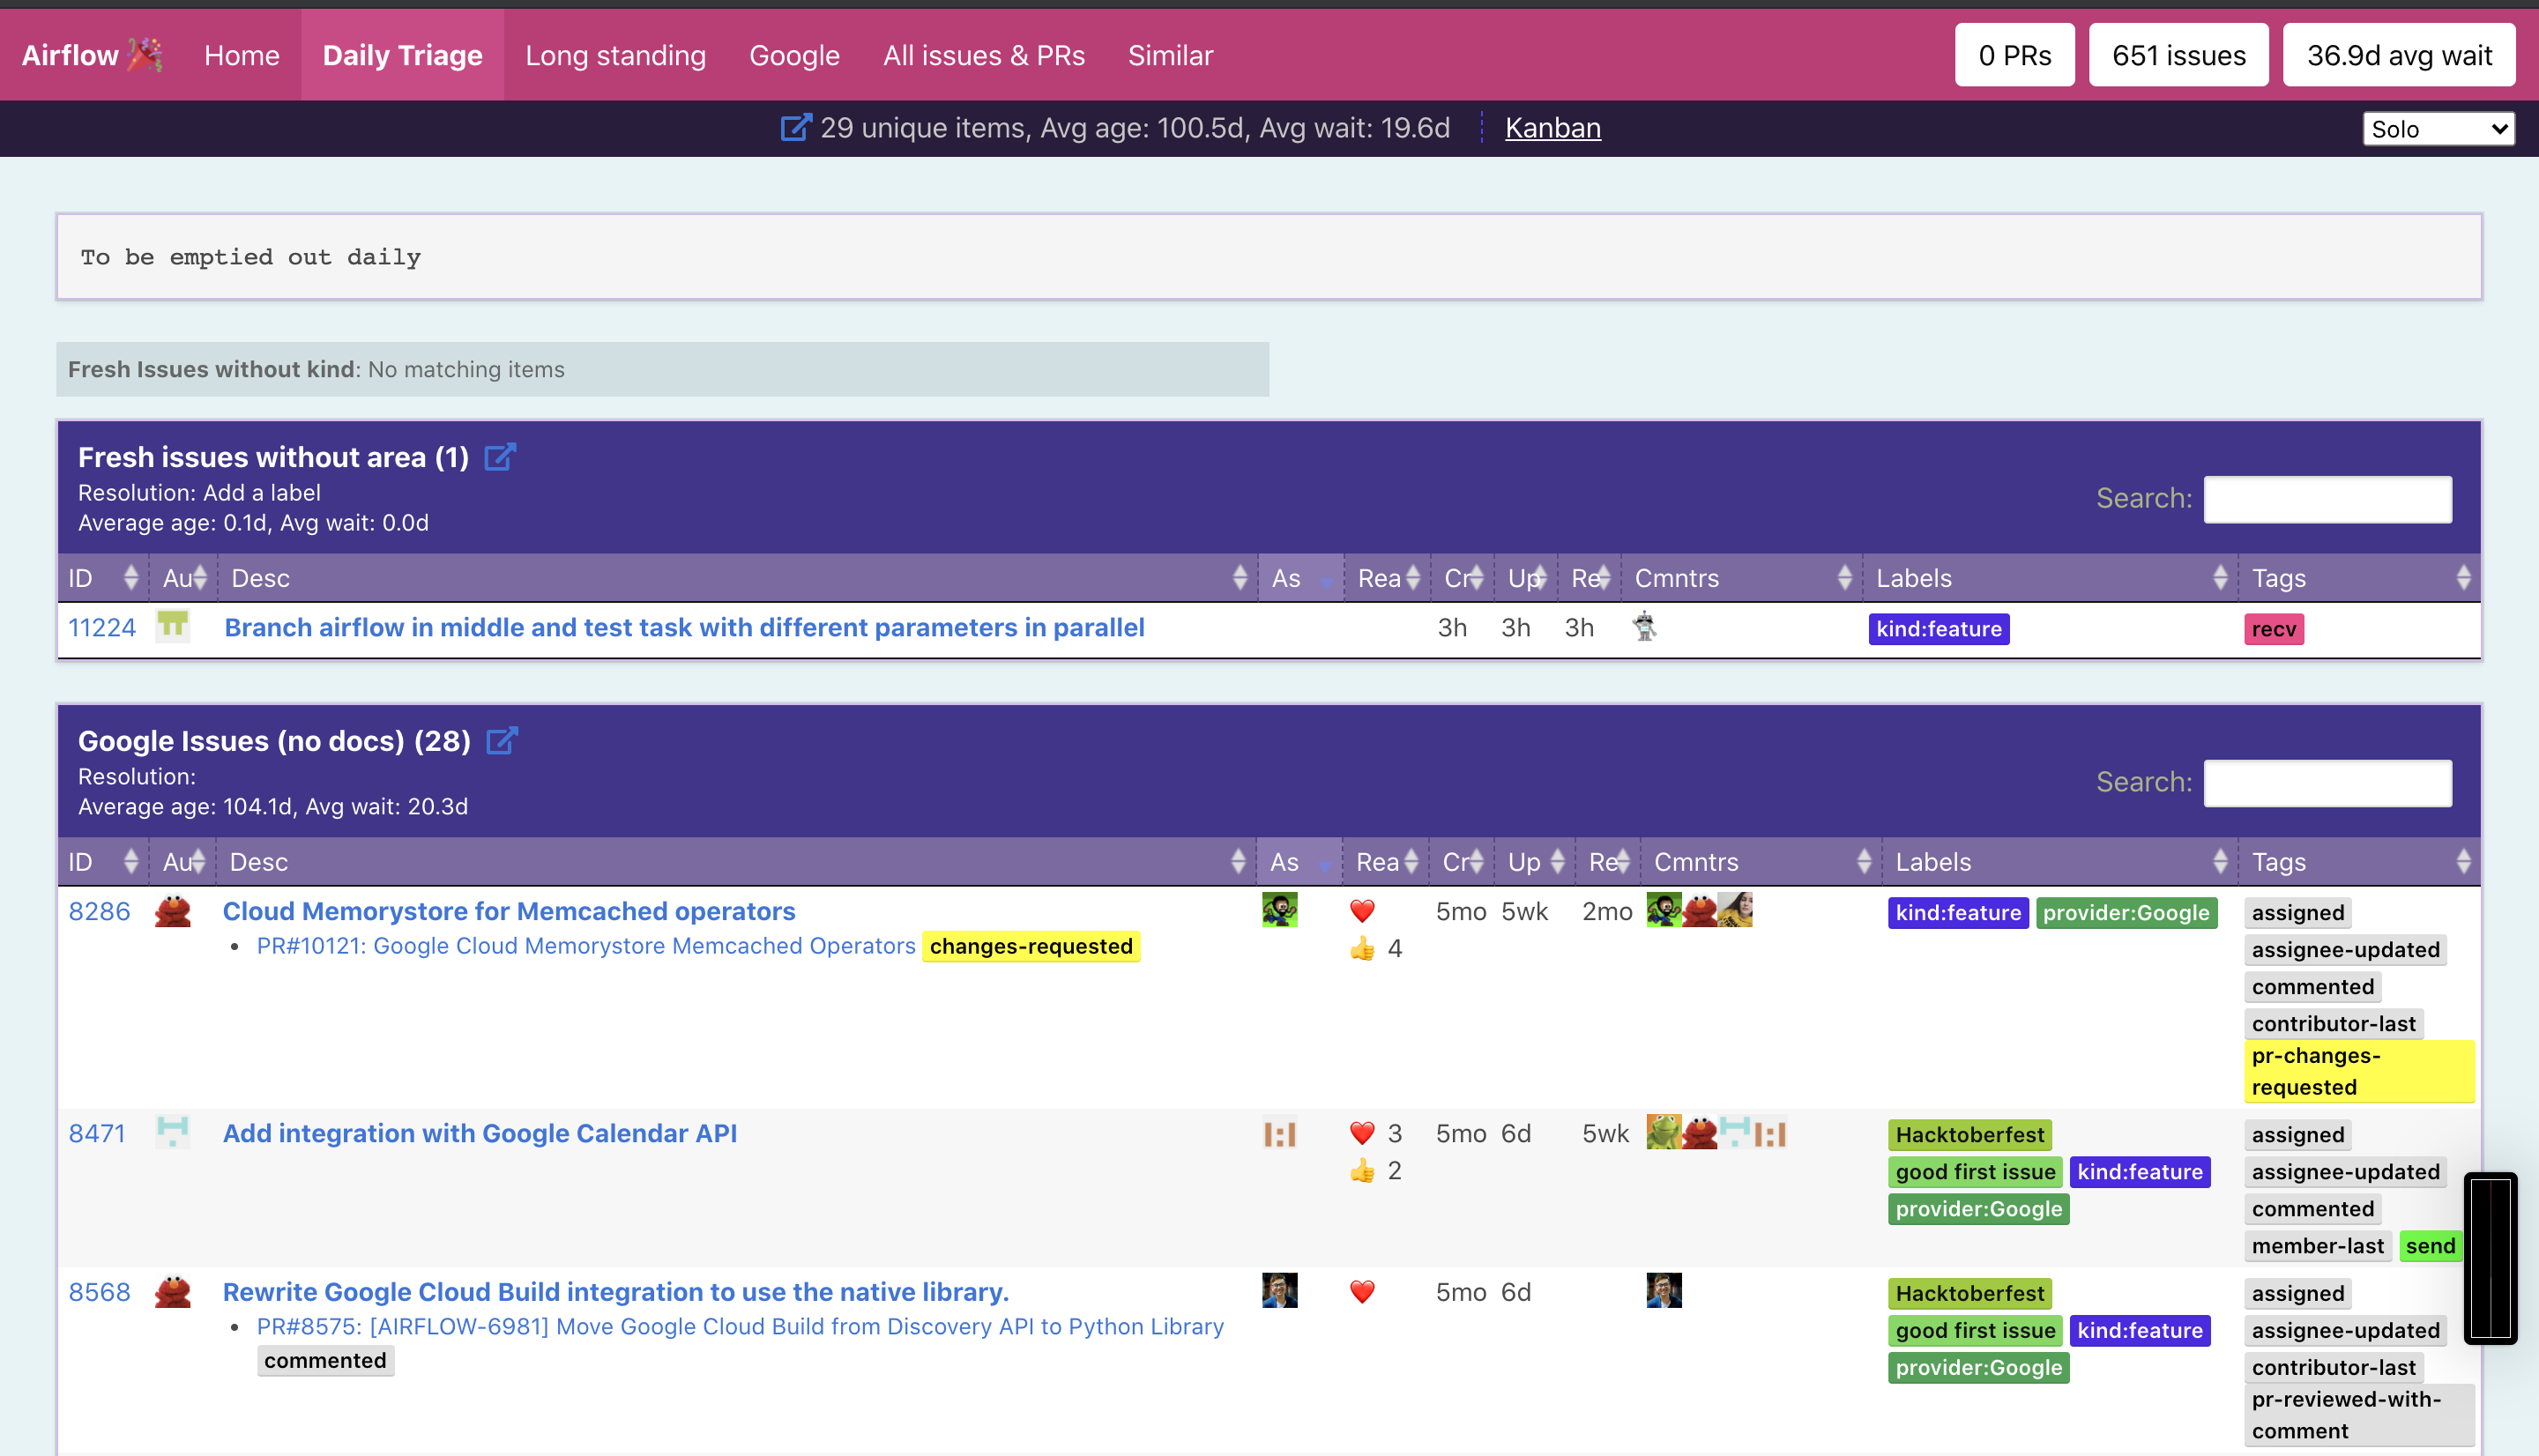 Airflow 🎉 Home Daily Triage Long standing Google All issues & PRs Similar 0 PRs 651 issues 36.9d avg wait
29 unique items, Avg age: 100.5d, Avg wait: 19.6d Kanban Solo
To be emptied out daily
Fresh Issues without kind: No matching items
Fresh issues without area (1)
Resolution: Add a label
Average age: 0.1d, Avg wait: 0.0d
Search:
ID Au Desc As Rea Cr Up Re Cmntrs Labels Tags
11224 Branch airflow in middle and test task with different parameters in parallel 3h 3h 3h kind:feature recv
Google Issues (no docs) (28)
Resolution:
Average age: 104.1d, Avg wait: 20.3d
Search:
ID Au Desc As Rea Cr Up Re Cmntrs Labels Tags
8286 Cloud Memorystore for Memcached operators ❤️ 5mo 5wk 2mo kind:feature provider:Google assigned
PR#10121: Google Cloud Memorystore Memcached Operators changes-requested 👍 4 assignee-updated
commented
contributor-last
pr-changes-
requested
8471 Add integration with Google Calendar API ❤️ 3 5mo 6d 5wk Hacktoberfest assigned
👍 2 good first issue kind:feature assignee-updated
provider:Google commented
member-last send
8568 Rewrite Google Cloud Build integration to use the native library. ❤️ 5mo 6d Hacktoberfest assigned
PR#8575: [AIRFLOW-6981] Move Google Cloud Build from Discovery API to Python Library good first issue kind:feature assignee-updated
commented provider:Google contributor-last
pr-reviewed-with-
comment